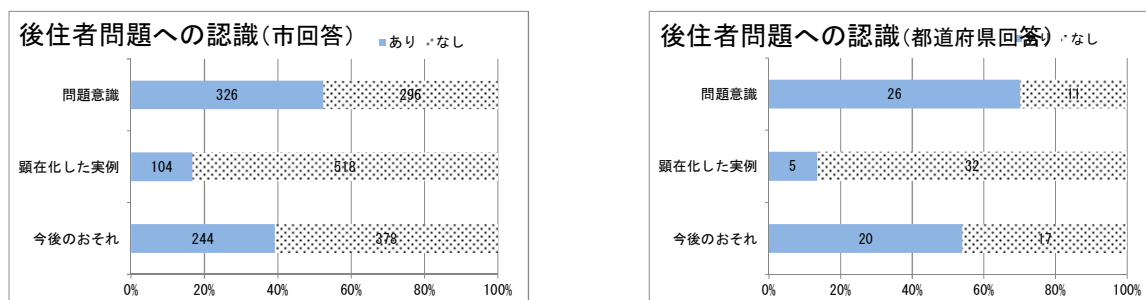 後住者問題への認識（市回答） あり なし
問題意識 326 296
顕在化した実例 104 518
今後のおそれ 244 378
0% 20% 40% 60% 80% 100%
後住者問題への認識（都道府県回答） あり なし
問題意識 26 11
顕在化した実例 5 32
今後のおそれ 20 17
0% 20% 40% 60% 80% 100%